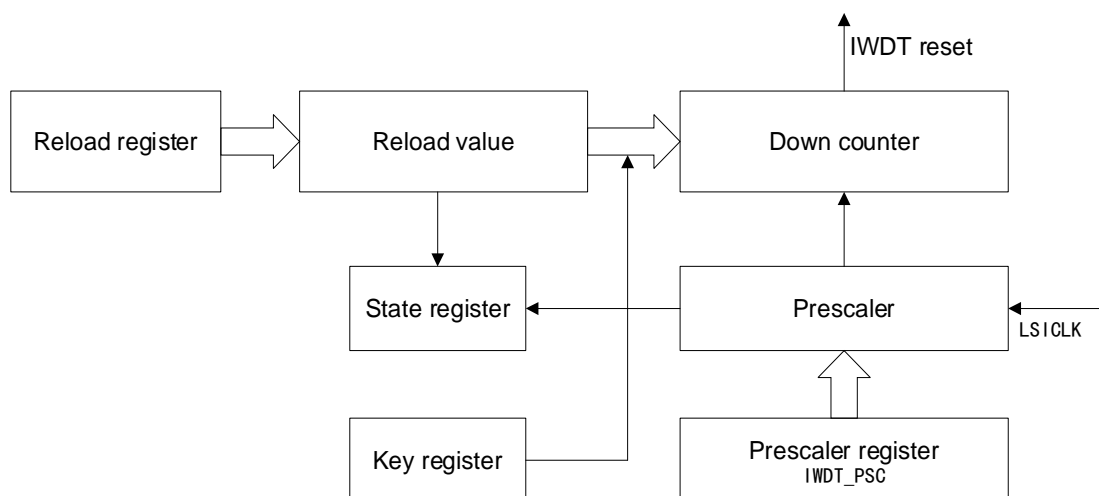 IWDT reset
Reload register
Reload value
Down counter
State register
Prescaler
LSICLK
Key register
Prescaler register
IWDT_PSC